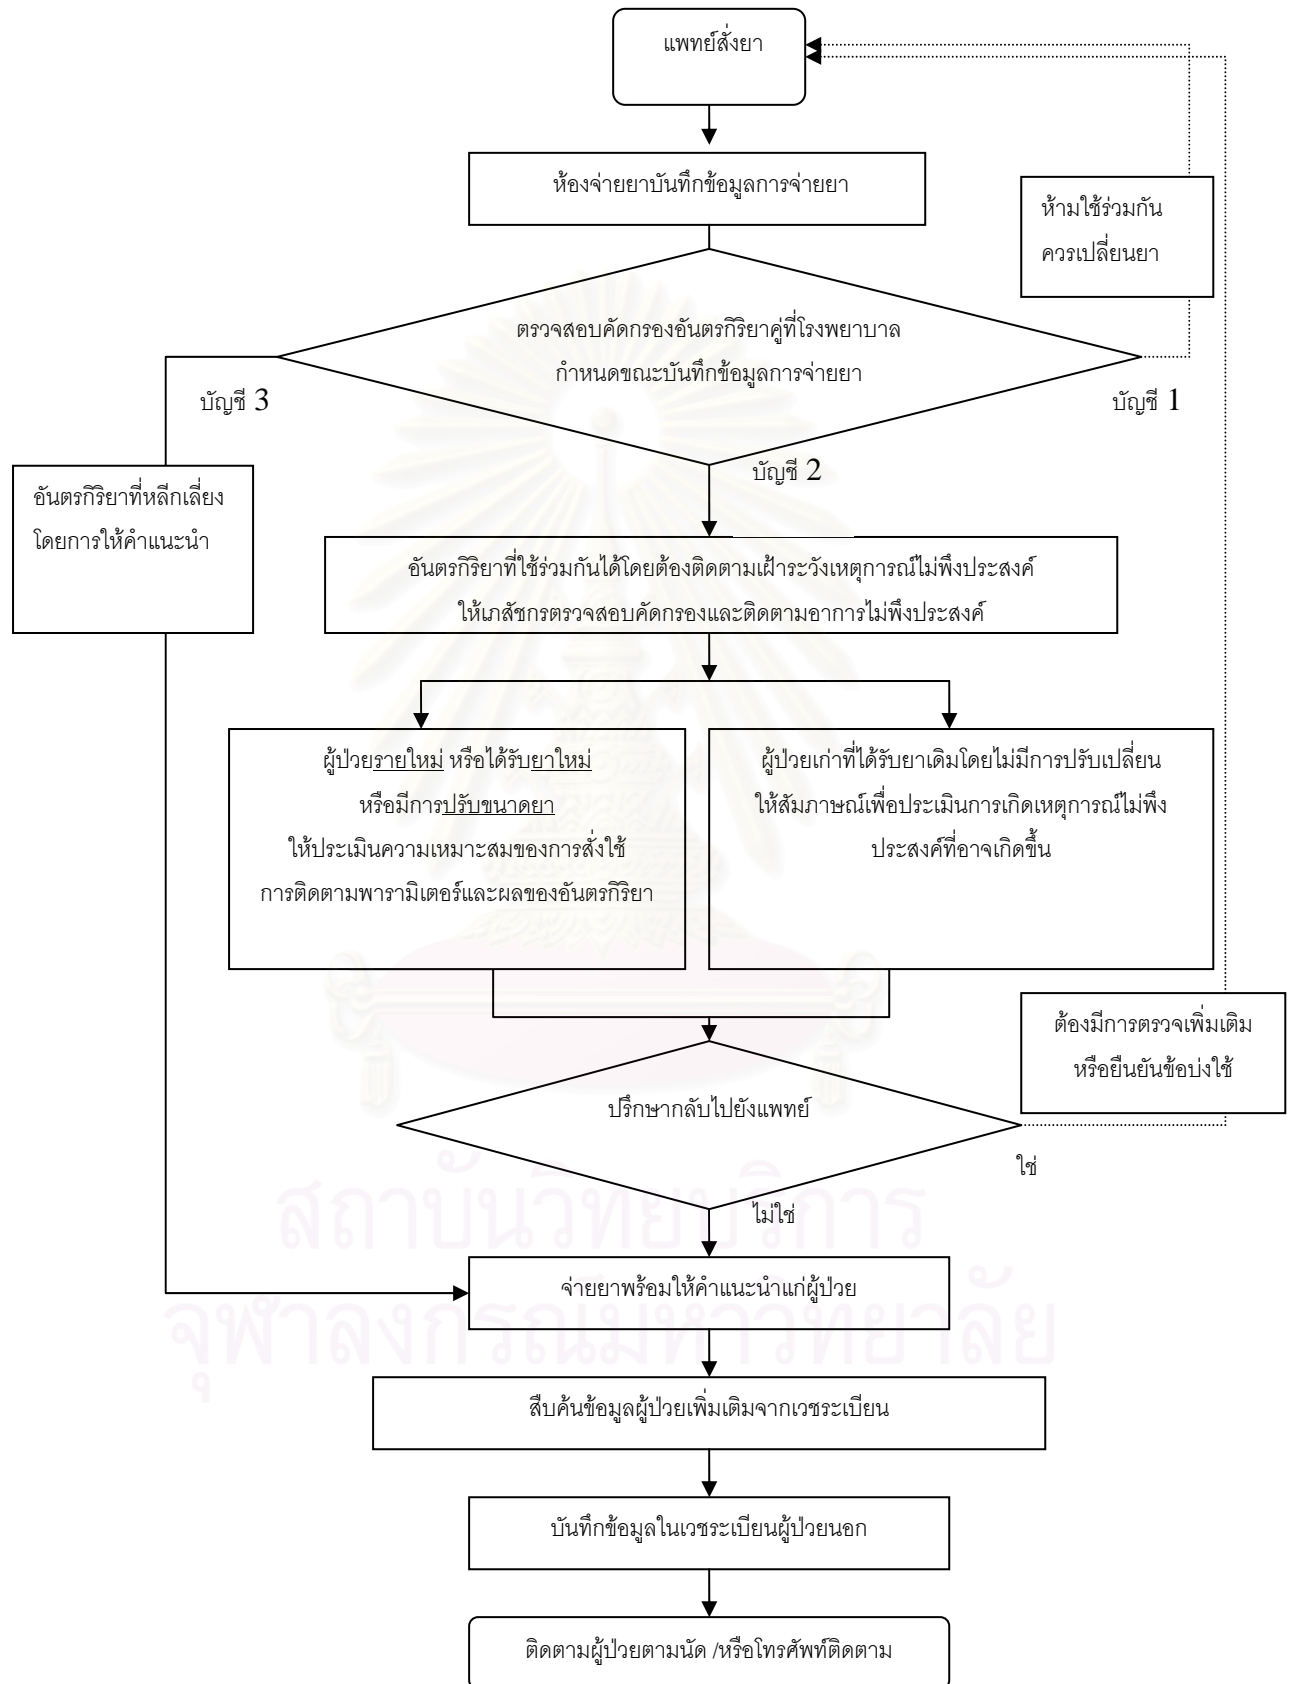 แพทย์สั่งยา
ห้องจ่ายยาบันทึกข้อมูลการจ่ายยา
ห้ามใช้ร่วมกัน
ควรเปลี่ยนยา
ตรวจสอบคัดกรองอันตรกิริยาคู่ที่โรงพยาบาล
กำหนดขณะบันทึกข้อมูลการจ่ายยา
บัญชี 3
บัญชี 1
บัญชี 2
อันตรกิริยาที่หลีกเลี่ยง
โดยการให้คำแนะนำ
อันตรกิริยาที่ใช้ร่วมกันได้โดยต้องติดตามเฝ้าระวังเหตุการณ์ไม่พึงประสงค์
ให้เภสัชกรตรวจสอบคัดกรองและติดตามอาการไม่พึงประสงค์
ผู้ป่วยรายใหม่ หรือได้รับยาใหม่
หรือมีการปรับขนาดยา
ให้ประเมินความเหมาะสมของการสั่งใช้
การติดตามพารามิเตอร์และผลของอันตรกิริยา
ผู้ป่วยเก่าที่ได้รับยาเดิมโดยไม่มีการปรับเปลี่ยน
ให้สัมภาษณ์เพื่อประเมินการเกิดเหตุการณ์ไม่พึง
ประสงค์ที่อาจเกิดขึ้น
ต้องมีการตรวจเพิ่มเติม
หรือยืนยันข้อบ่งใช้
ปรึกษากลับไปยังแพทย์
ใช่
ไม่ใช่
สถาบันวิทยบริการ
จุฬาลงกรณ์มหาวิทยาลัย
จ่ายยาพร้อมให้คำแนะนำแก่ผู้ป่วย
สืบค้นข้อมูลผู้ป่วยเพิ่มเติมจากเวชระเบียน
บันทึกข้อมูลในเวชระเบียนผู้ป่วยนอก
ติดตามผู้ป่วยตามนัด /หรือโทรศัพท์ติดตาม